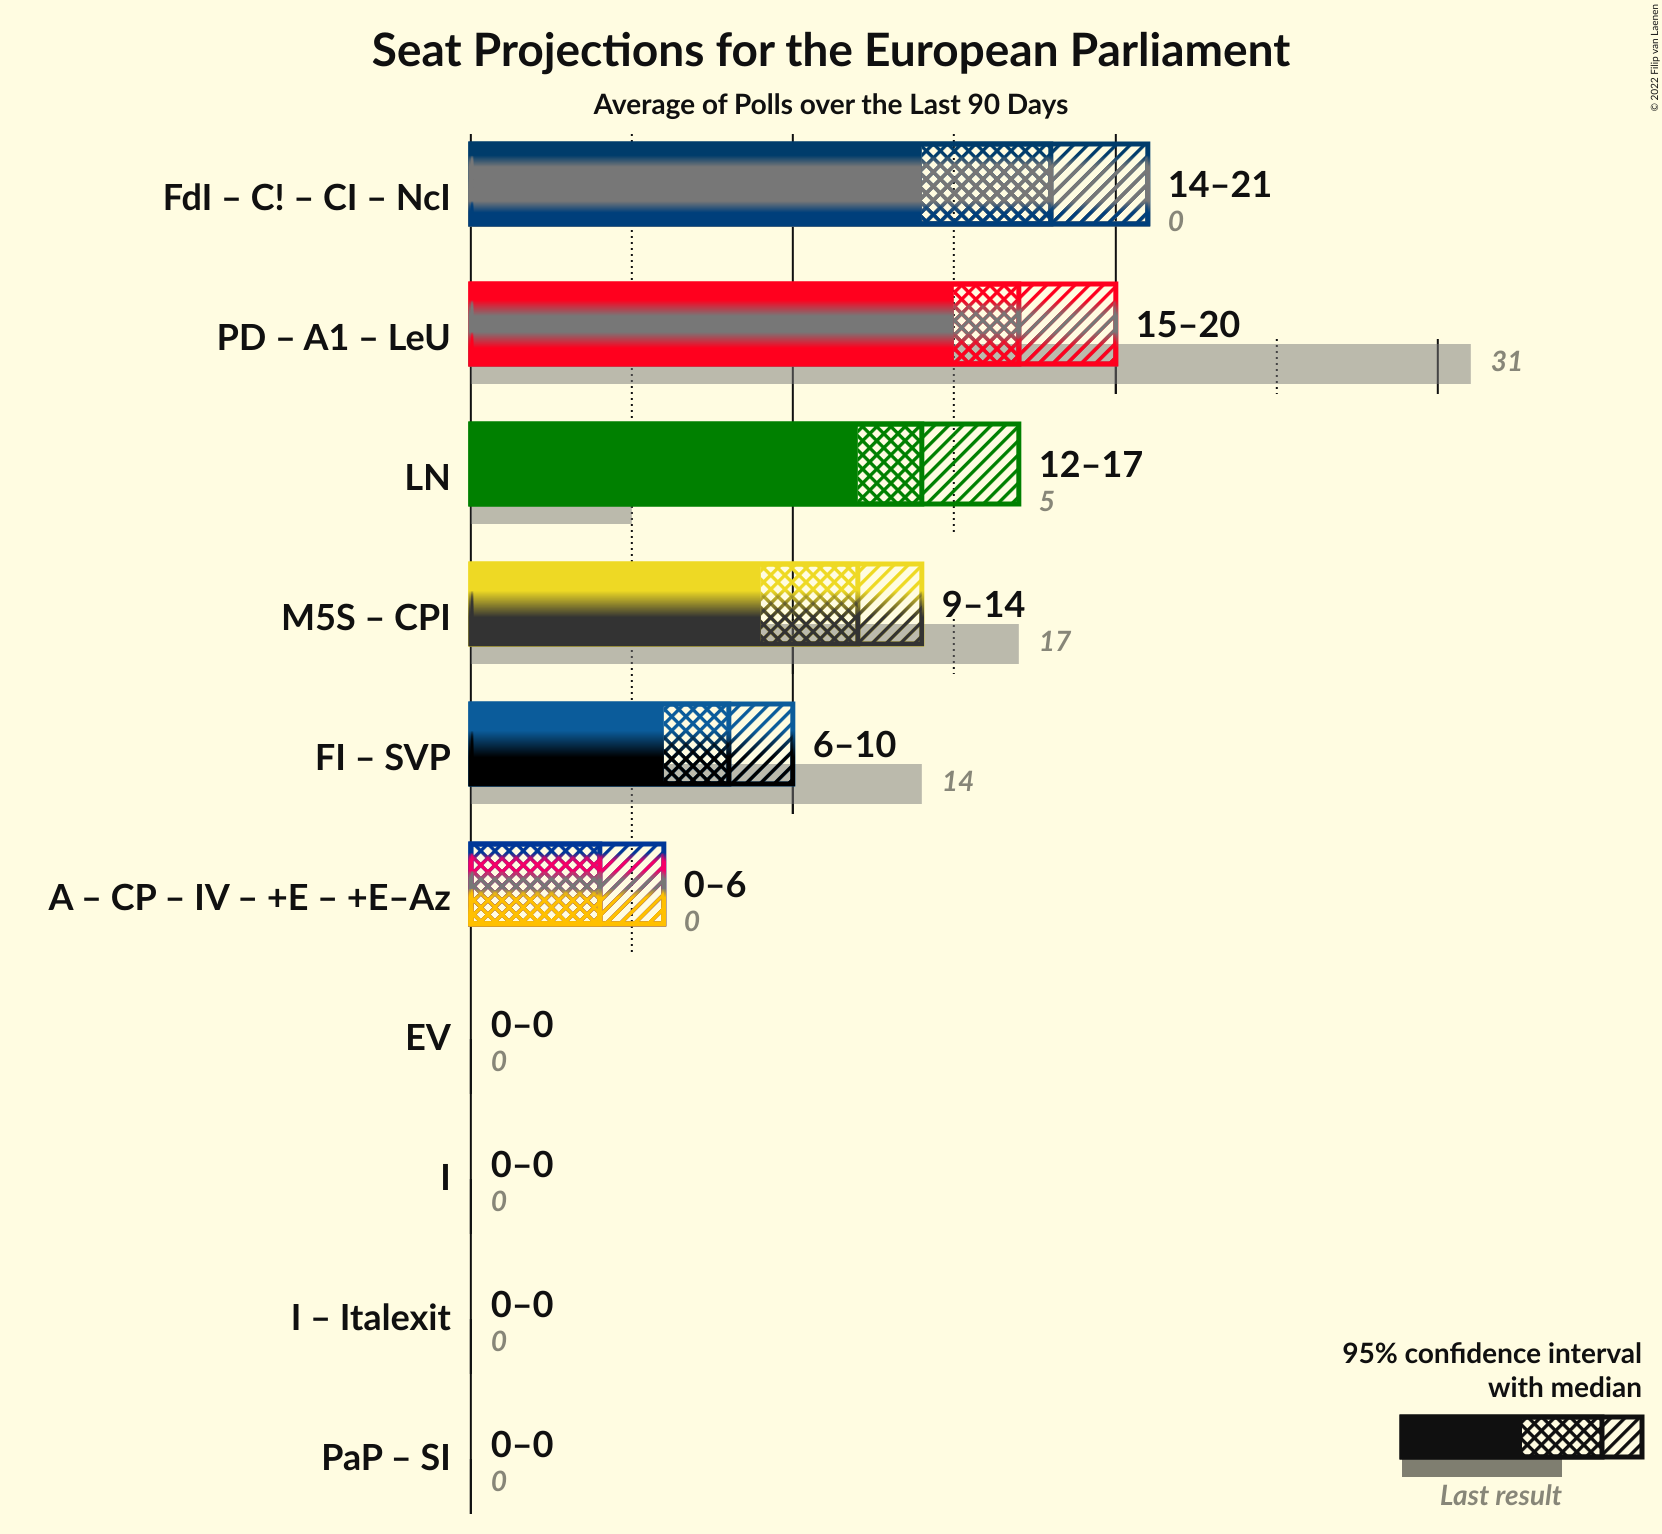 Seat Projections for the European Parliament
Average of Polls over the Last 90 Days
© 2022 Filip van Laenen
FdI – C! – CI – NcI
14–21
0
PD – A1 – LeU
15–20
31
LN
12–17
5
M5S – CPI
9–14
17
FI – SVP
6–10
14
A – CP – IV – +E – +E–Az
0–6
0
EV
0–0
0
I
0–0
0
I – Italexit
0–0
0
PaP – SI
0–0
0
95% confidence interval
with median
Last result